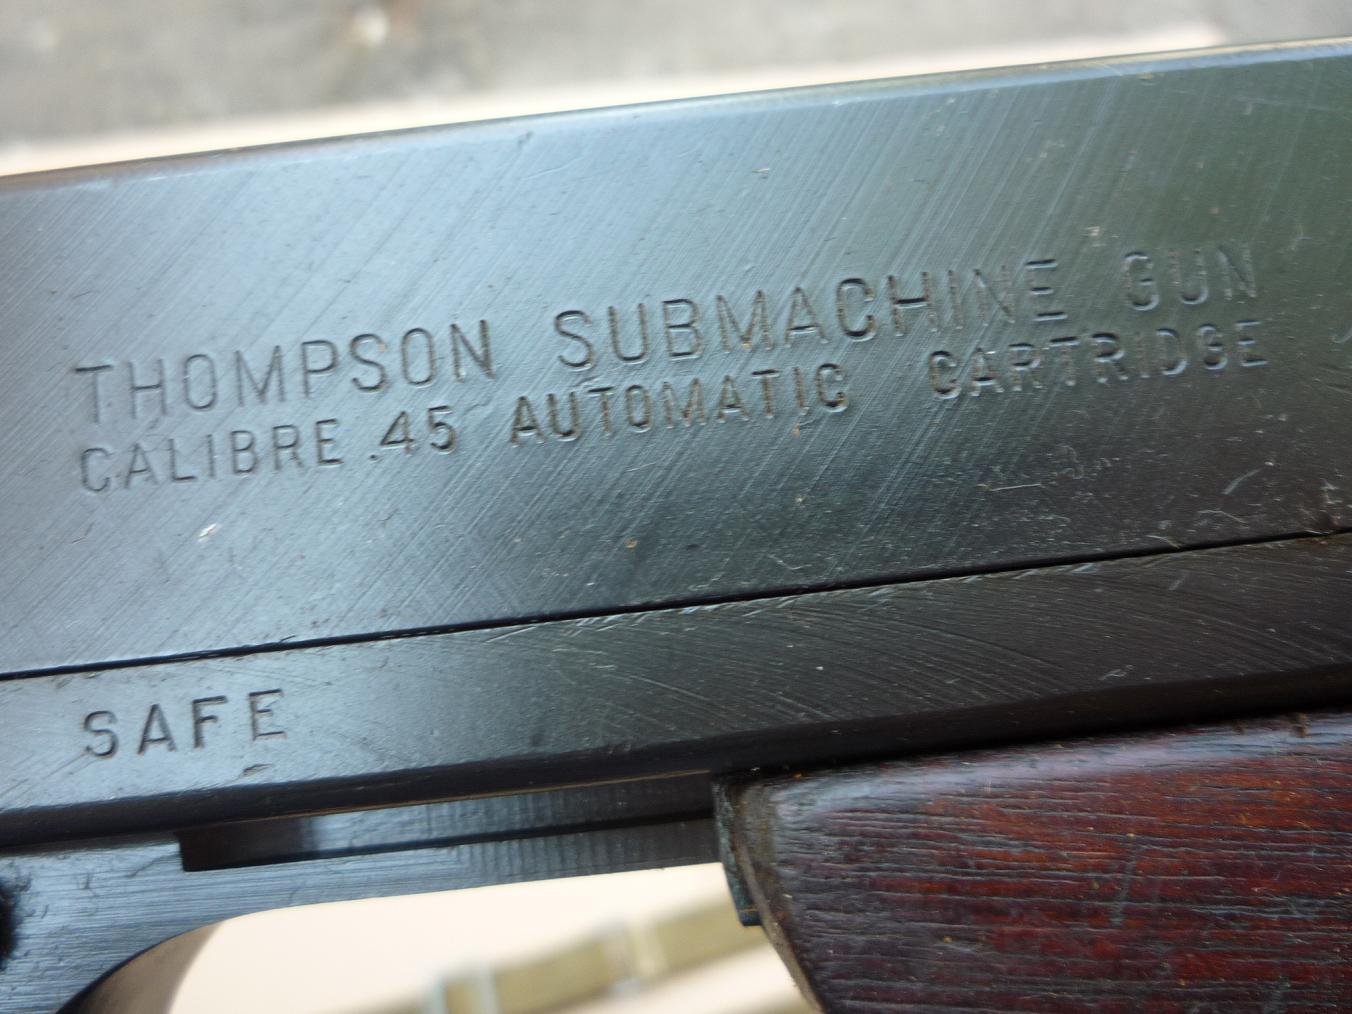 THOMPSON SUBMACHINE GUN
CALIBRE .45 AUTOMATIC CARTRIDGE
SAFE